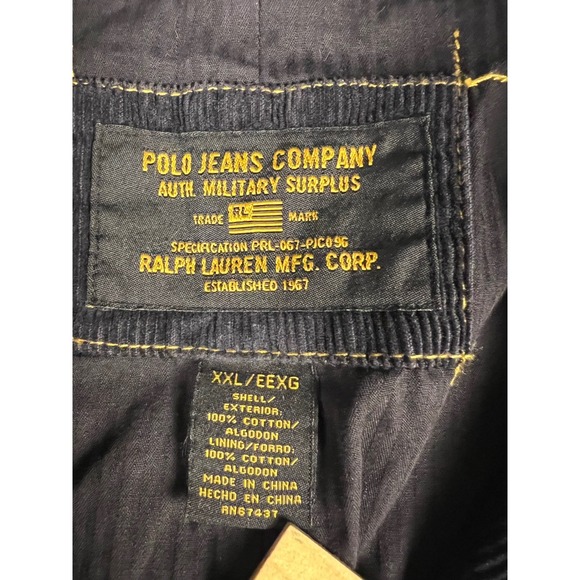 POLO JEANS COMPANY
AUTH. MILITARY SURPLUS
TRADE RL MARK
SPECIFICATION PRL-067-PJC096
RALPH LAUREN MFG. CORP.
ESTABLISHED 1967
XXL/EEXG
SHELL/
EXTERIOR:
100% COTTON/
ALGODON
LINING/FORRO:
100% COTTON/
ALGODON
MADE IN CHINA
HECHO EN CHINA
RN67437